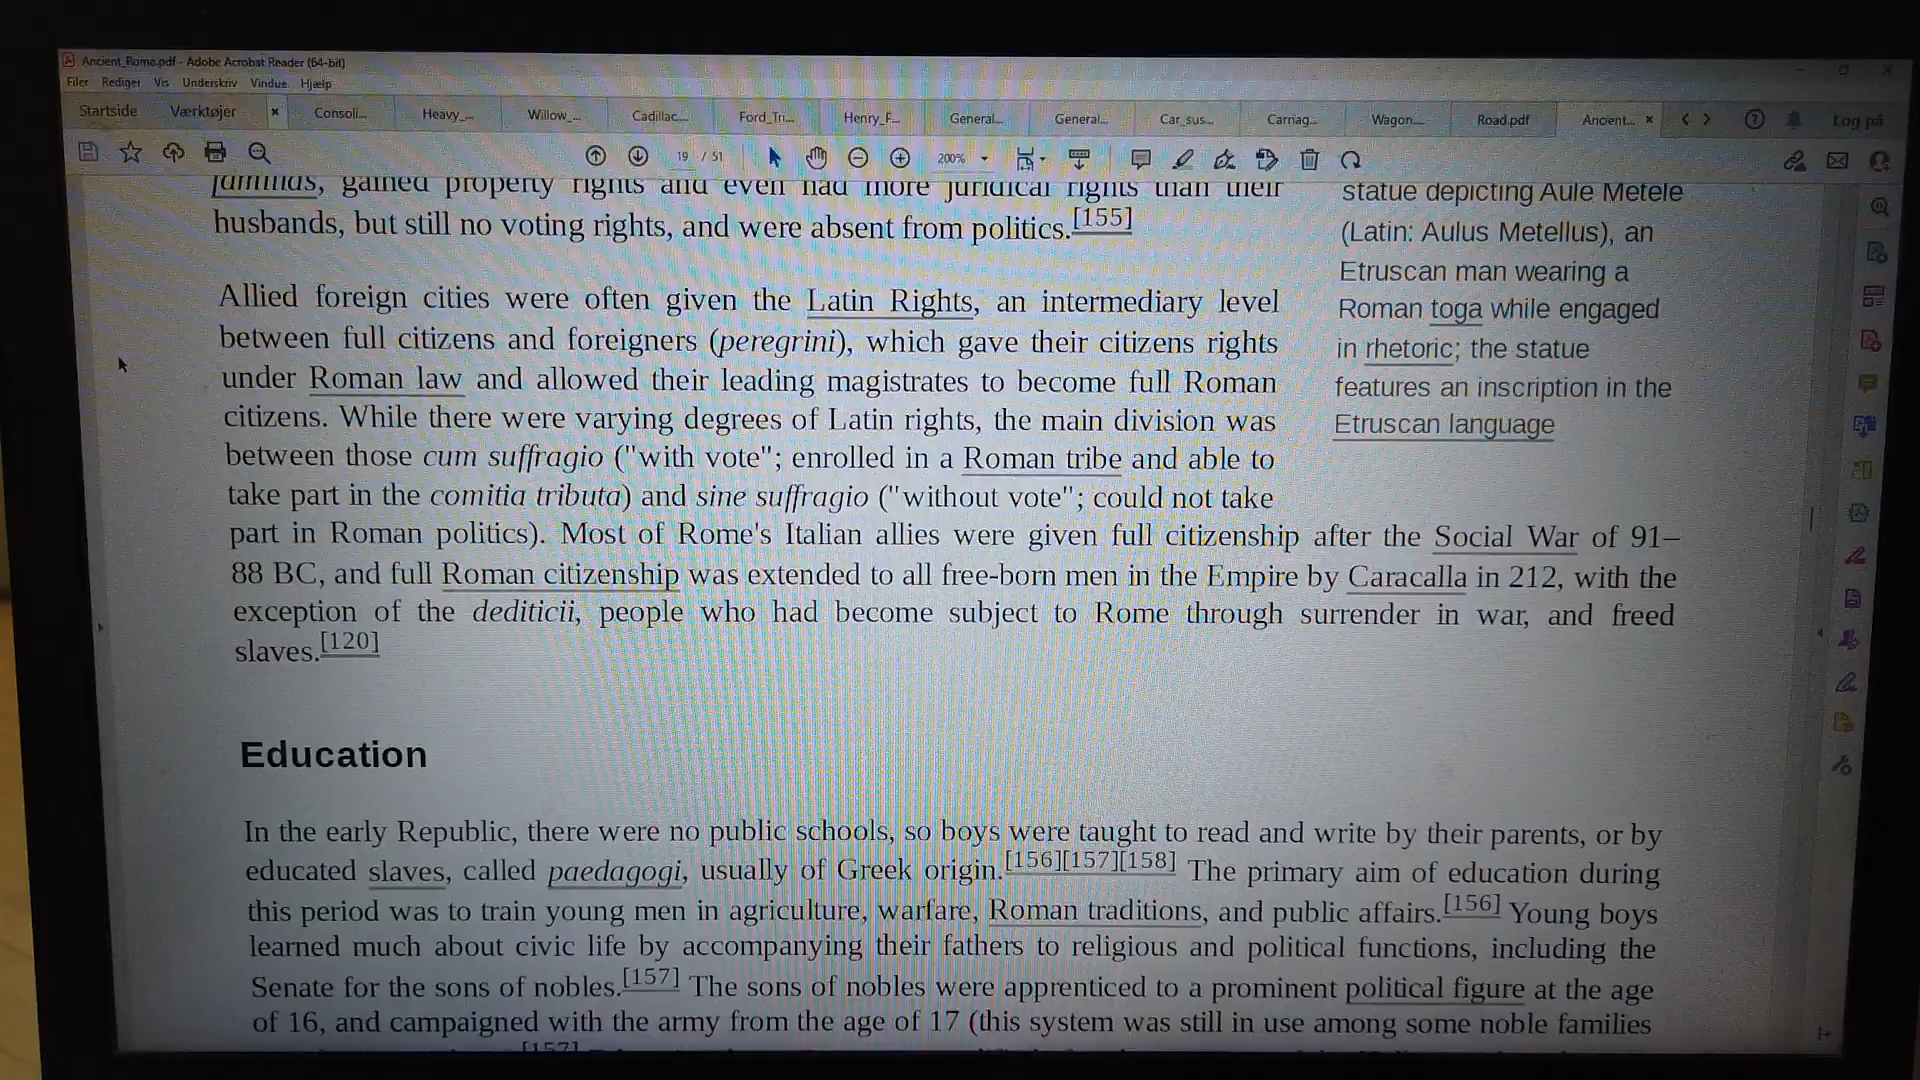 Ancient_Rome.pdf - Adobe Acrobat Reader (64-bit)
Filer Rediger Vis Underskriv Vindue Hjælp
Startside Værktøjer × Consoli... Heavy_... Willow_... Cadillac... Ford_Tri... Henry_F... General... General... Car_sus... Carriag... Wagon.... Road.pdf Ancient... × Log på
19 / 51 200%
familias, gained property rights and even had more juridical rights than their
husbands, but still no voting rights, and were absent from politics.[155]
Allied foreign cities were often given the Latin Rights, an intermediary level
between full citizens and foreigners (peregrini), which gave their citizens rights
under Roman law and allowed their leading magistrates to become full Roman
citizens. While there were varying degrees of Latin rights, the main division was
between those cum suffragio ("with vote"; enrolled in a Roman tribe and able to
take part in the comitia tributa) and sine suffragio ("without vote"; could not take
part in Roman politics). Most of Rome's Italian allies were given full citizenship after the Social War of 91–
88 BC, and full Roman citizenship was extended to all free-born men in the Empire by Caracalla in 212, with the
exception of the dediticii, people who had become subject to Rome through surrender in war, and freed
slaves.[120]
statue depicting Aule Metele
(Latin: Aulus Metellus), an
Etruscan man wearing a
Roman toga while engaged
in rhetoric; the statue
features an inscription in the
Etruscan language
Education
In the early Republic, there were no public schools, so boys were taught to read and write by their parents, or by
educated slaves, called paedagogi, usually of Greek origin.[156][157][158] The primary aim of education during
this period was to train young men in agriculture, warfare, Roman traditions, and public affairs.[156] Young boys
learned much about civic life by accompanying their fathers to religious and political functions, including the
Senate for the sons of nobles.[157] The sons of nobles were apprenticed to a prominent political figure at the age
of 16, and campaigned with the army from the age of 17 (this system was still in use among some noble families
[157]